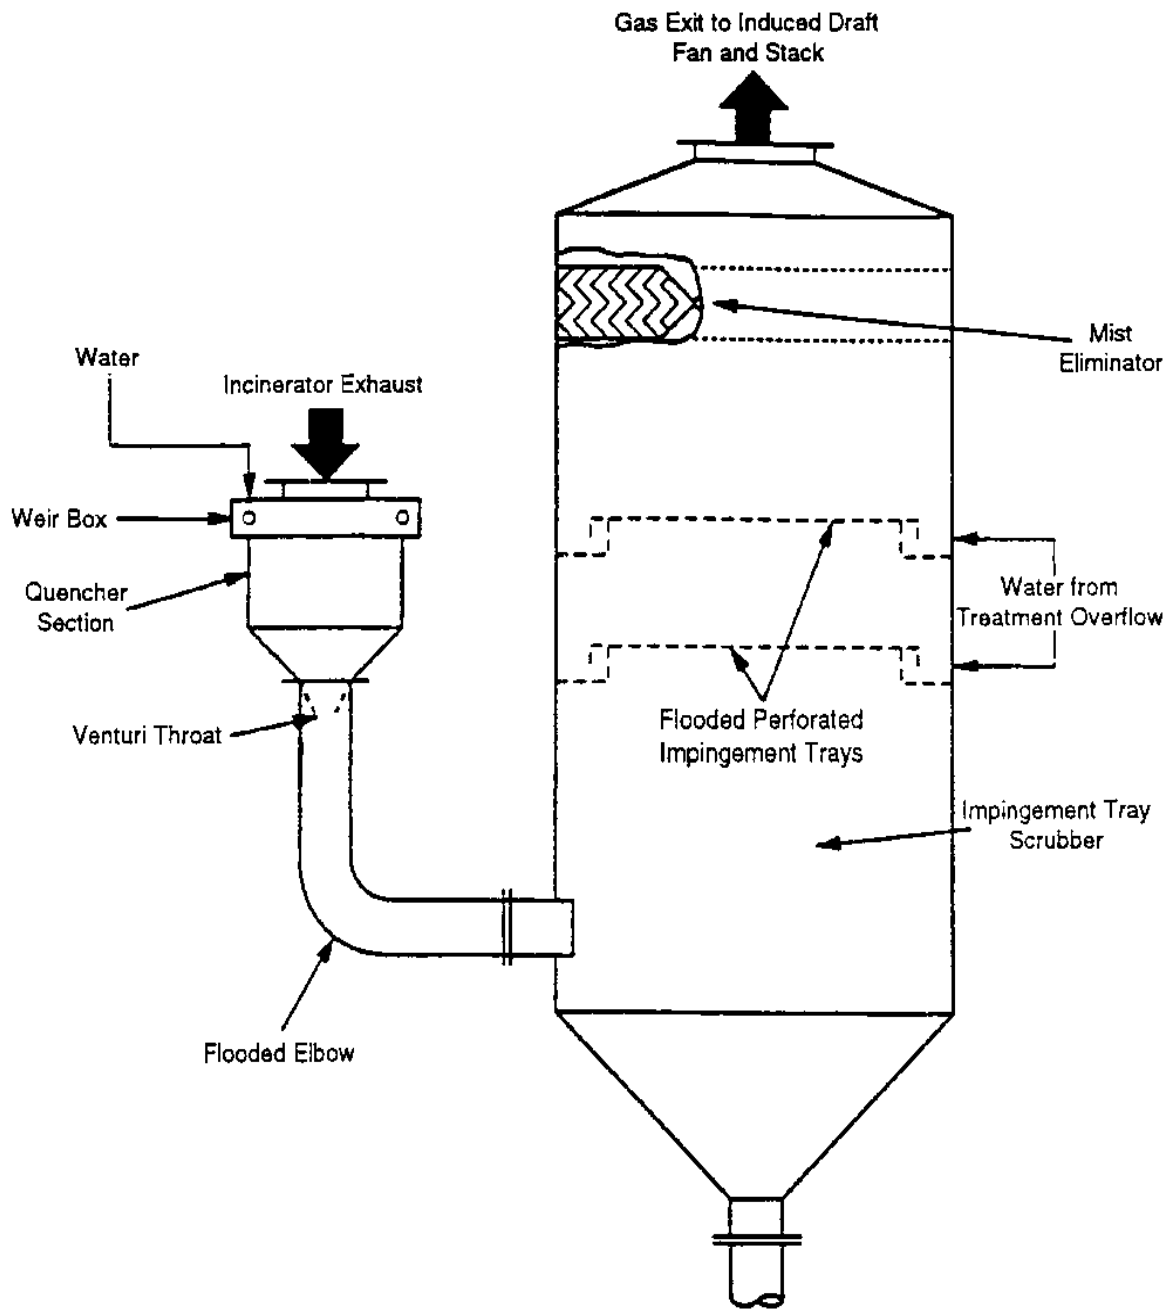 Gas Exit to Induced Draft
Fan and Stack
Mist
Eliminator
Water
Incinerator Exhaust
Weir Box
Quencher
Section
Water from
Treatment Overflow
Venturi Throat
Flooded Perforated
Impingement Trays
Impingement Tray
Scrubber
Flooded Elbow